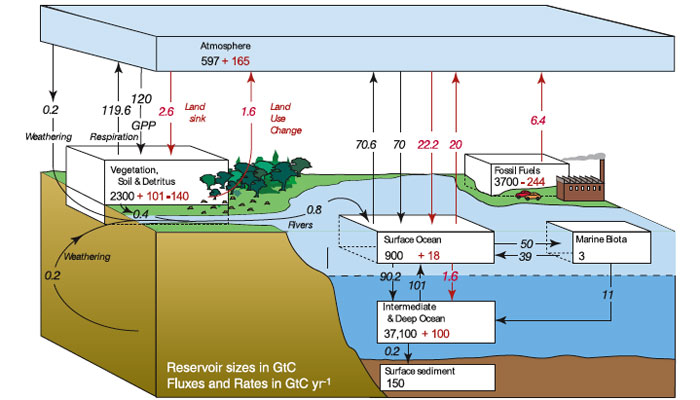 Atmosphere
597 + 165
0.2
Weathering
119.6
Respiration
120
GPP
2.6
Land
sink
1.6
Land
Use
Change
70.6
70
22.2
20
6.4
Vegetation,
Soil & Detritus
2300 + 101 - 140
Fossil Fuels
3700 - 244
0.4
0.8
Rivers
Weathering
0.2
Surface Ocean
900 + 18
50
39
Marine Biota
3
90.2
101
1.6
11
Intermediate
& Deep Ocean
37,100 + 100
0.2
Surface sediment
150
Reservoir sizes in GtC
Fluxes and Rates in GtC yr-1